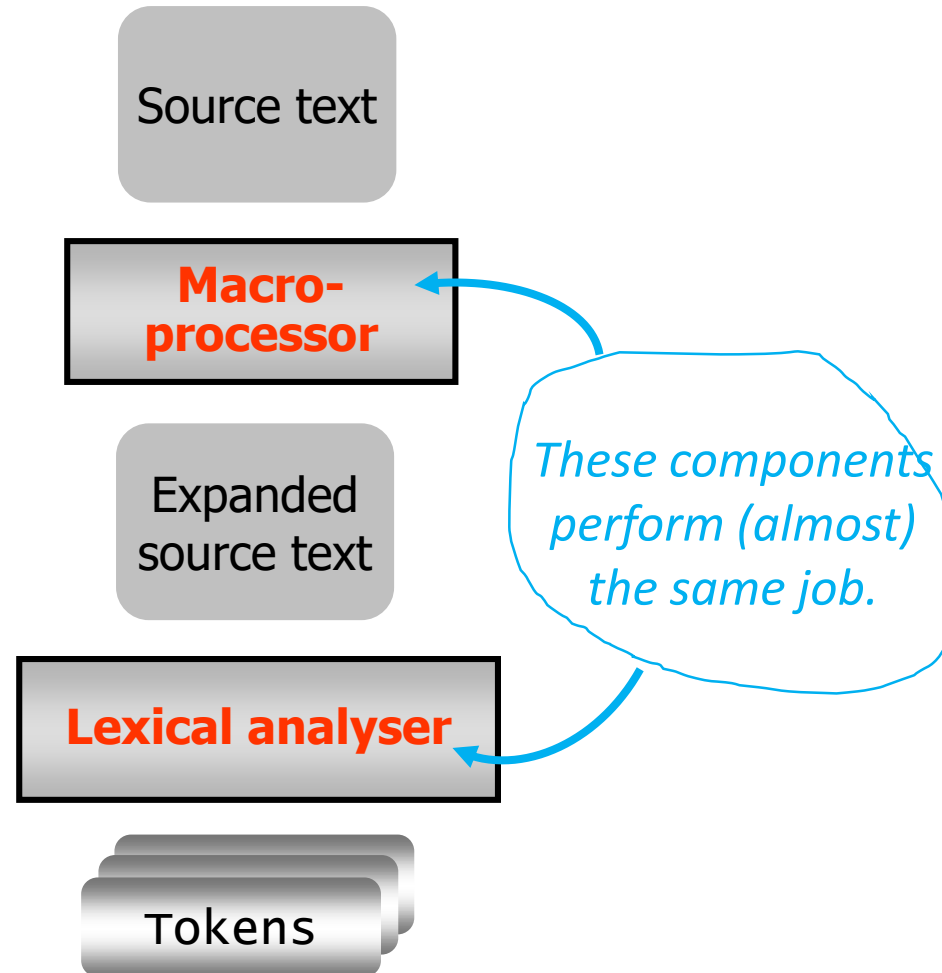 Source text
Macro-
processor
These components
perform (almost)
the same job.
Expanded
source text
Lexical analyser
Tokens